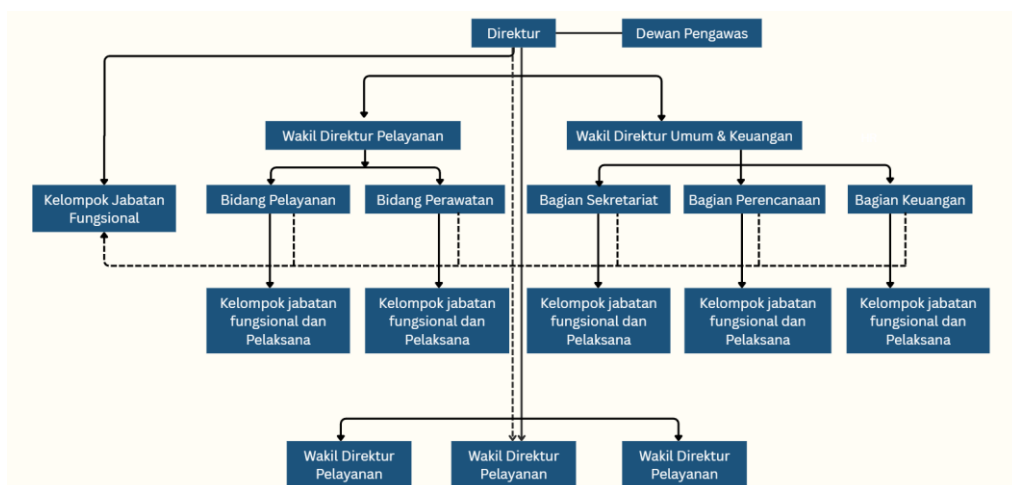 Direktur
Dewan Pengawas
Wakil Direktur Pelayanan
Wakil Direktur Umum & Keuangan
Kelompok Jabatan
Fungsional
Bidang Pelayanan
Bidang Perawatan
Bagian Sekretariat
Bagian Perencanaan
Bagian Keuangan
Kelompok jabatan
fungsional dan
Pelaksana
Kelompok jabatan
fungsional dan
Pelaksana
Kelompok jabatan
fungsional dan
Pelaksana
Kelompok jabatan
fungsional dan
Pelaksana
Kelompok jabatan
fungsional dan
Pelaksana
Wakil Direktur
Pelayanan
Wakil Direktur
Pelayanan
Wakil Direktur
Pelayanan